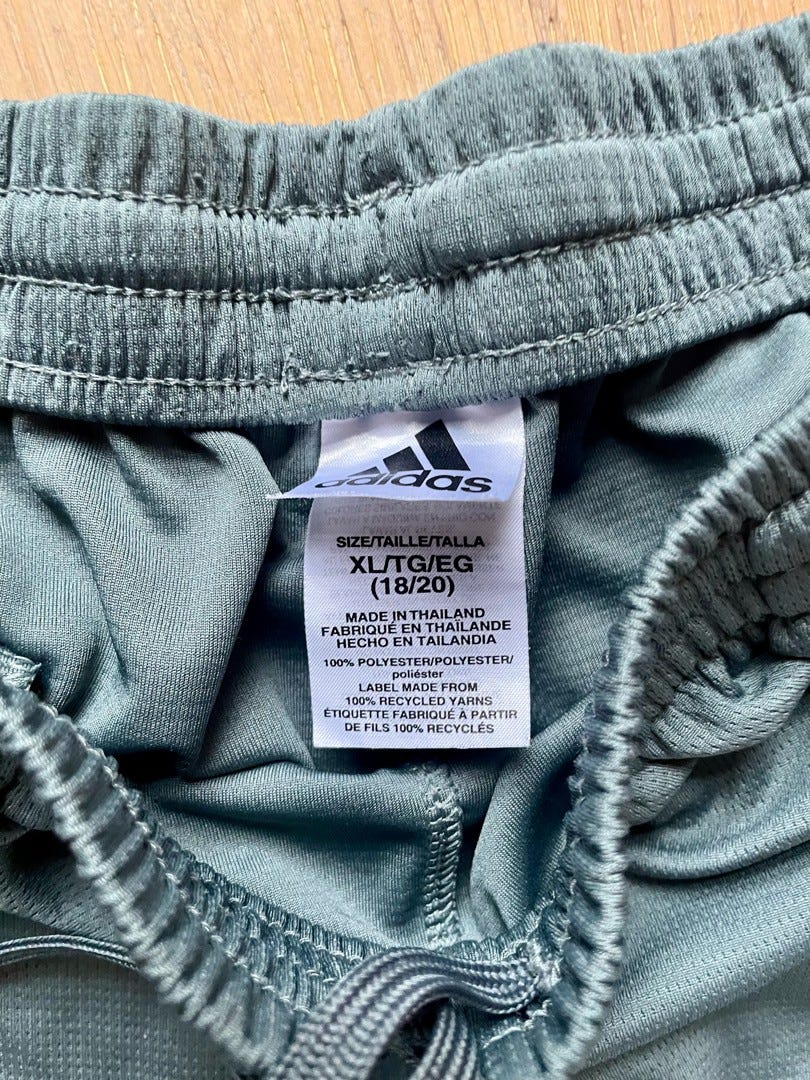 adidas
SIZE/TAILLE/TALLA
XL/TG/EG
(18/20)
MADE IN THAILAND
FABRIQUÉ EN THAÏLANDE
HECHO EN TAILANDIA
100% POLYESTER/POLYESTER/
poliéster
LABEL MADE FROM
100% RECYCLED YARNS
ÉTIQUETTE FABRIQUÉ À PARTIR
DE FILS 100% RECYCLÉS